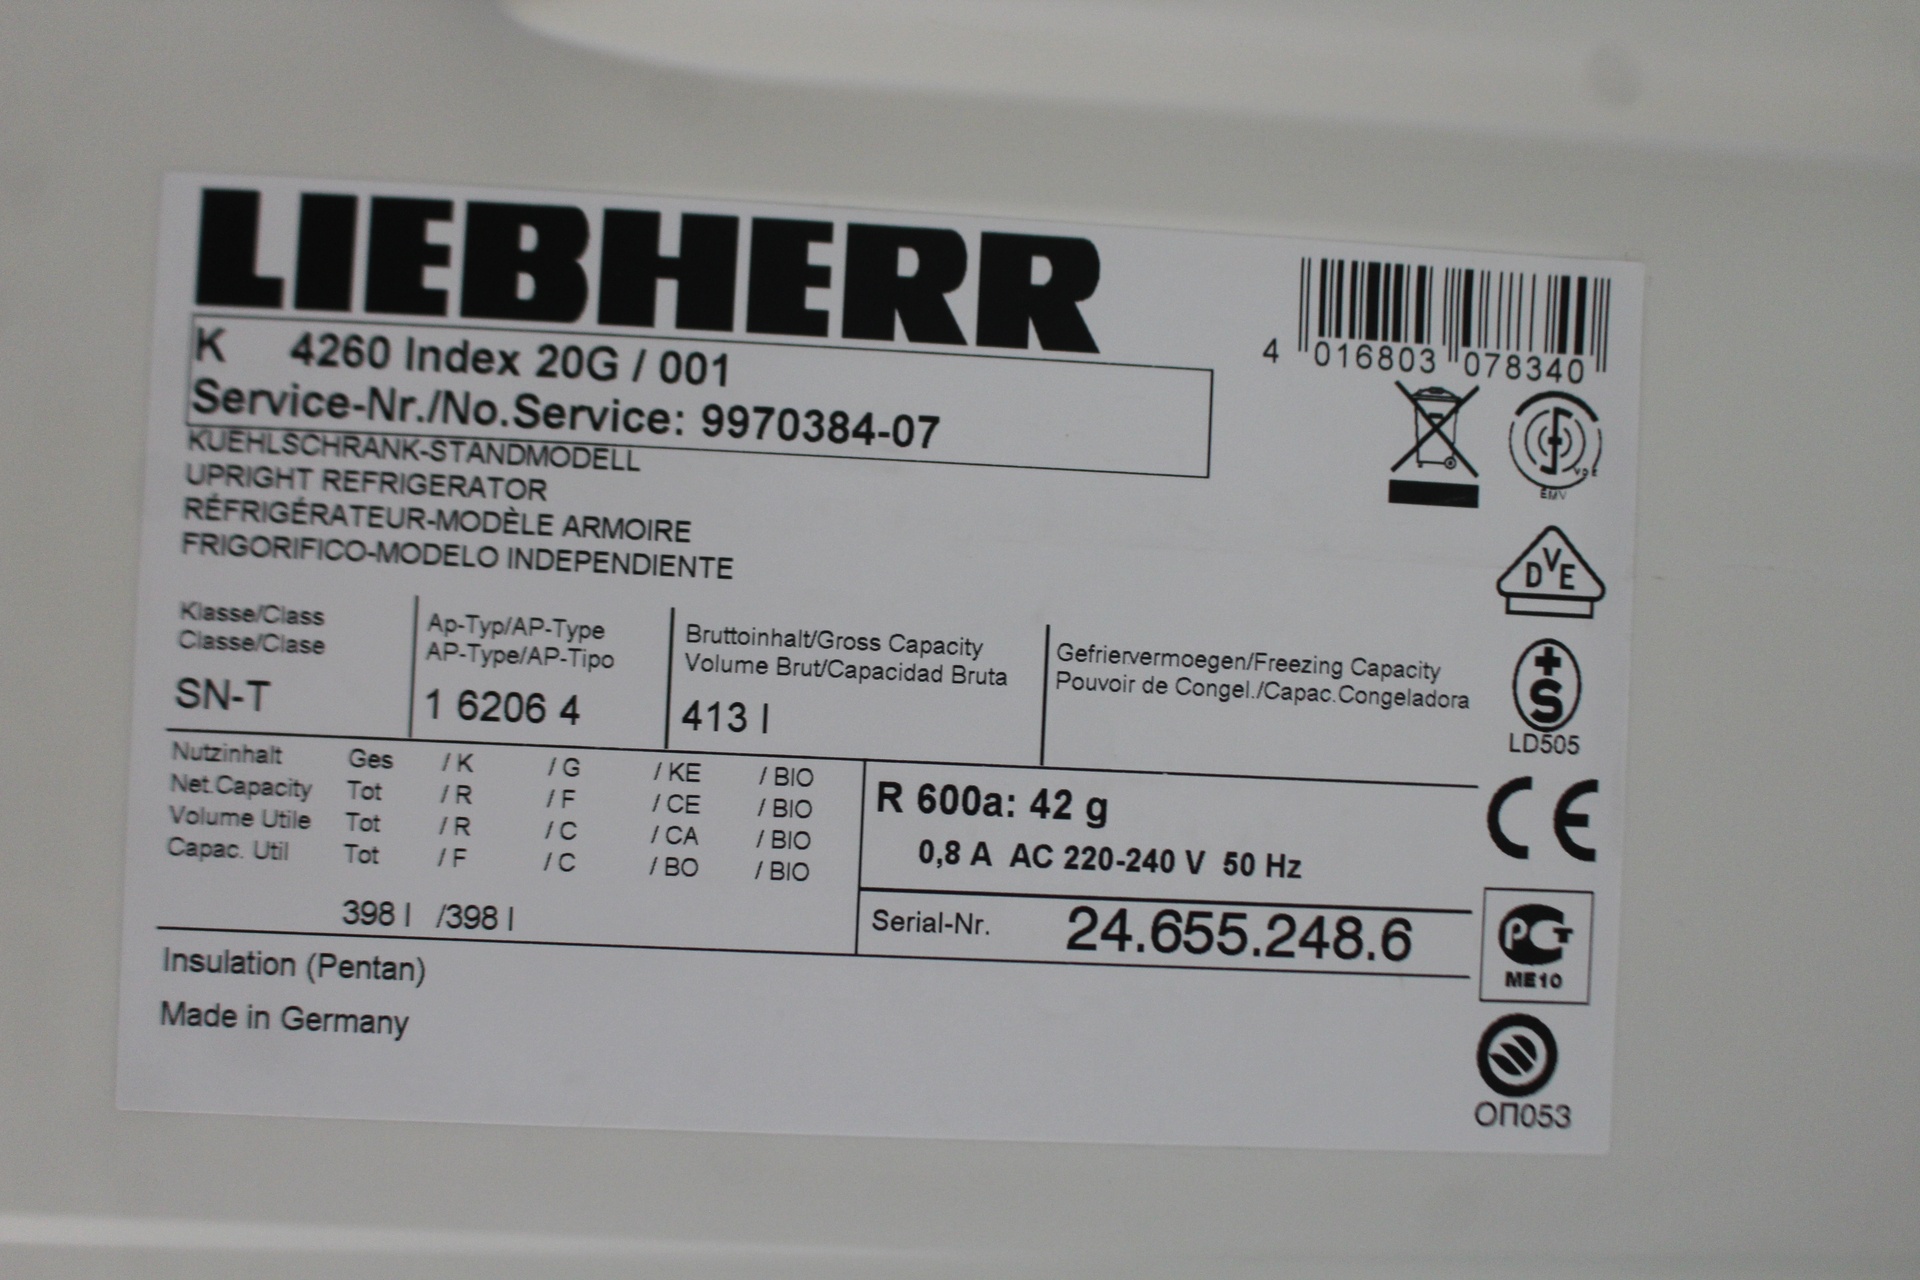 LIEBHERR
K 4260 Index 20G / 001
Service-Nr./No.Service: 9970384-07
4 016803 078340
KUEHLSCHRANK-STANDMODELL
UPRIGHT REFRIGERATOR
RÉFRIGÉRATEUR-MODÈLE ARMOIRE
FRIGORIFICO-MODELO INDEPENDIENTE
VDE
EMV
DVE
Klasse/Class
Classe/Clase
SN-T
Ap-Typ/AP-Type
AP-Type/AP-Tipo
1 6206 4
Bruttoinhalt/Gross Capacity
Volume Brut/Capacidad Bruta
413 l
Gefriervermoegen/Freezing Capacity
Pouvoir de Congel./Capac.Congeladora
+S
LD505
Nutzinhalt Ges / K / G / KE / BIO
Net.Capacity Tot / R / F / CE / BIO
Volume Utile Tot / R / C / CA / BIO
Capac. Util Tot / F / C / BO / BIO
398 l /398 l
R 600a: 42 g
0,8 A AC 220-240 V 50 Hz
CE
Serial-Nr. 24.655.248.6
PCT
ME10
Insulation (Pentan)
Made in Germany
ОП053